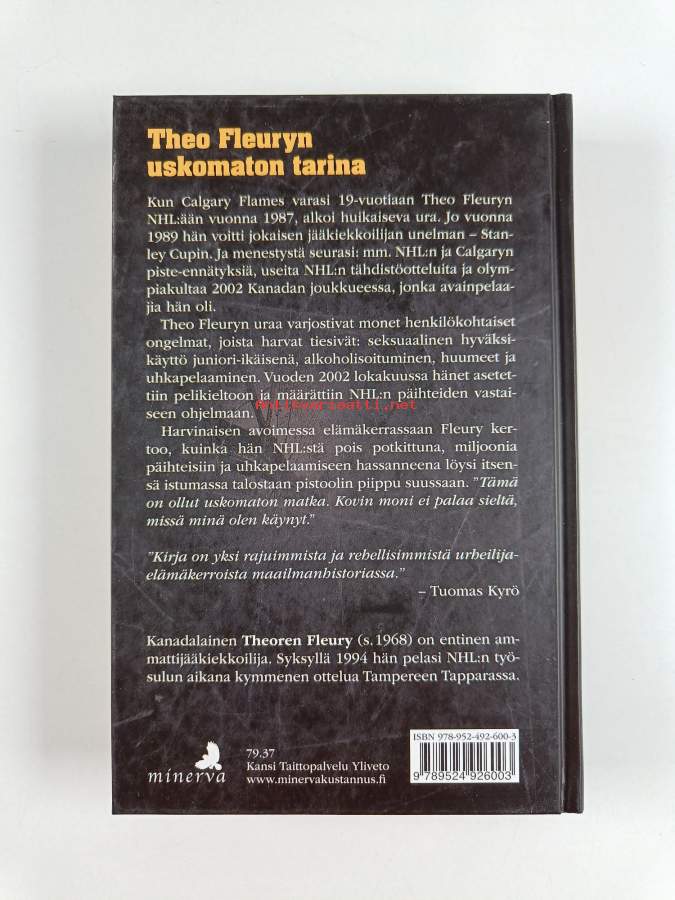 Theo Fleuryn
uskomaton tarina
Kun Calgary Flames varasi 19-vuotiaan Theo Fleuryn
NHL:ään vuonna 1987, alkoi huikaiseva ura. Jo vuonna
1989 hän voitti jokaisen jääkiekkoilijan unelman – Stan-
ley Cupin. Ja menestystä seurasi: mm. NHL:n ja Calgaryn
piste-ennätyksiä, useita NHL:n tähdistöotteluita ja olym-
piakultaa 2002 Kanadan joukkueessa, jonka avainpelaa-
jia hän oli.
Theo Fleuryn uraa varjostivat monet henkilökohtaiset
ongelmat, joista harvat tiesivät: seksuaalinen hyväksi-
käyttö juniori-ikäisenä, alkoholisoituminen, huumeet ja
uhkapelaaminen. Vuoden 2002 lokakuussa hänet asetet-
tiin pelikieltoon ja määrättiin NHL:n päihteiden vastai-
seen ohjelmaan.
Antikvariaatti.net
Harvinaisen avoimessa elämäkerrassaan Fleury ker-
too, kuinka hän NHL:stä pois potkittuna, miljoonia
päihteisiin ja uhkapelaamiseen hassanneena löysi itsen-
sä istumassa talostaan pistoolin piippu suussaan. "Tämä
on ollut uskomaton matka. Kovin moni ei palaa sieltä,
missä minä olen käynyt."
"Kirja on yksi rajuimmista ja rehellisimmistä urheilija-
elämäkerroista maailmanhistoriassa."
– Tuomas Kyrö
Kanadalainen Theoren Fleury (s. 1968) on entinen am-
mattijääkiekkoilija. Syksyllä 1994 hän pelasi NHL:n työ-
sulun aikana kymmenen ottelua Tampereen Tapparassa.
minerva
79.37
Kansi Taittopalvelu Yliveto
www.minervakustannus.fi
ISBN 978-952-492-600-3
9 789524 926003